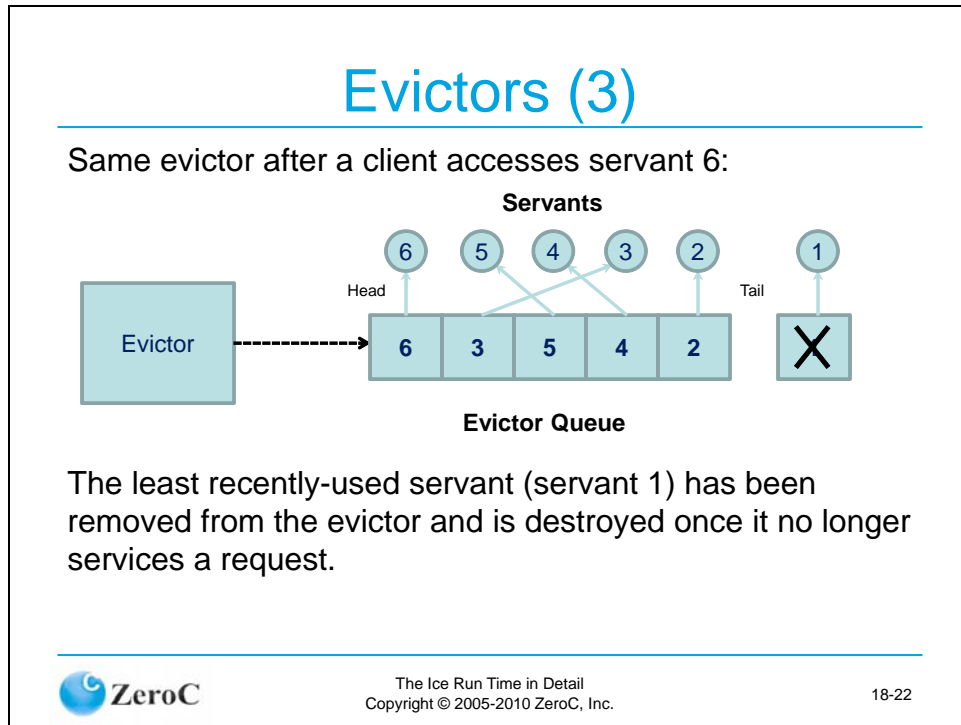 Evictors (3)
Same evictor after a client accesses servant 6:
Servants
6 5 4 3 2 1
Head Tail
Evictor 6 3 5 4 2
Evictor Queue
The least recently-used servant (servant 1) has been
removed from the evictor and is destroyed once it no longer
services a request.
ZeroC
The Ice Run Time in Detail
Copyright © 2005-2010 ZeroC, Inc.
18-22